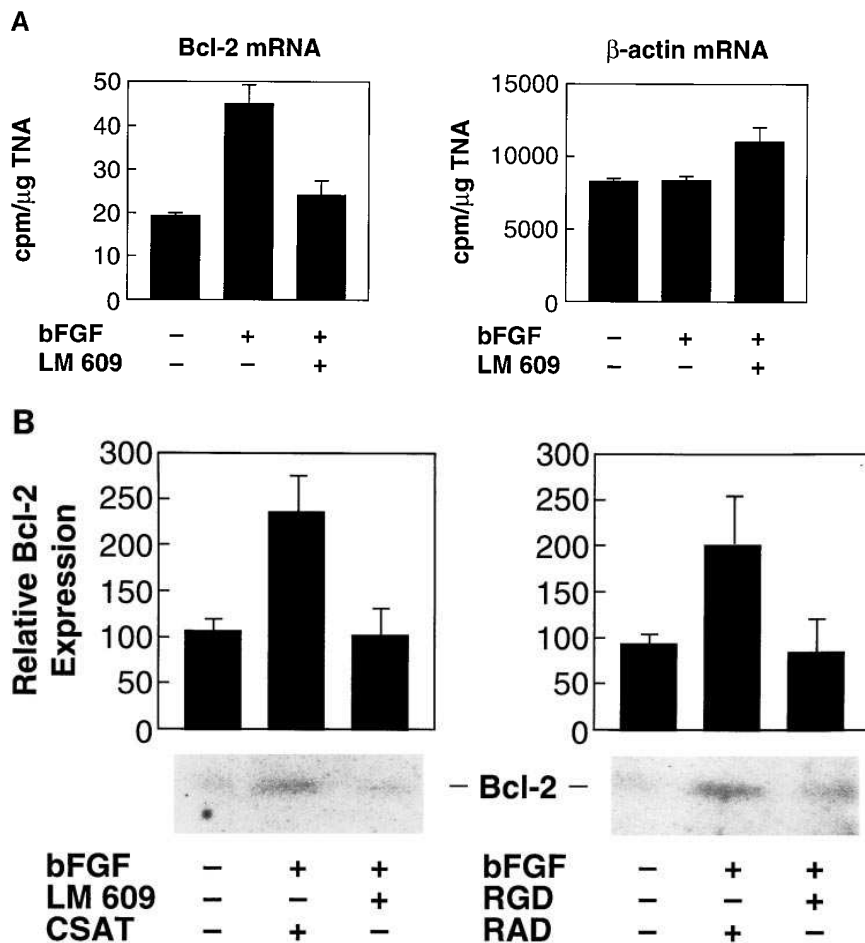 A
Bcl-2 mRNA
cpm/μg TNA
50
40
30
20
10
0
bFGF − + +
LM 609 − − +
β-actin mRNA
cpm/μg TNA
15000
10000
5000
0
bFGF − + +
LM 609 − − +
B
Relative Bcl-2
Expression
300
250
200
150
100
50
0
300
250
200
150
100
50
0
− Bcl-2 −
bFGF − + +
LM 609 − − +
CSAT − + −
bFGF − + +
RGD − − +
RAD − + −